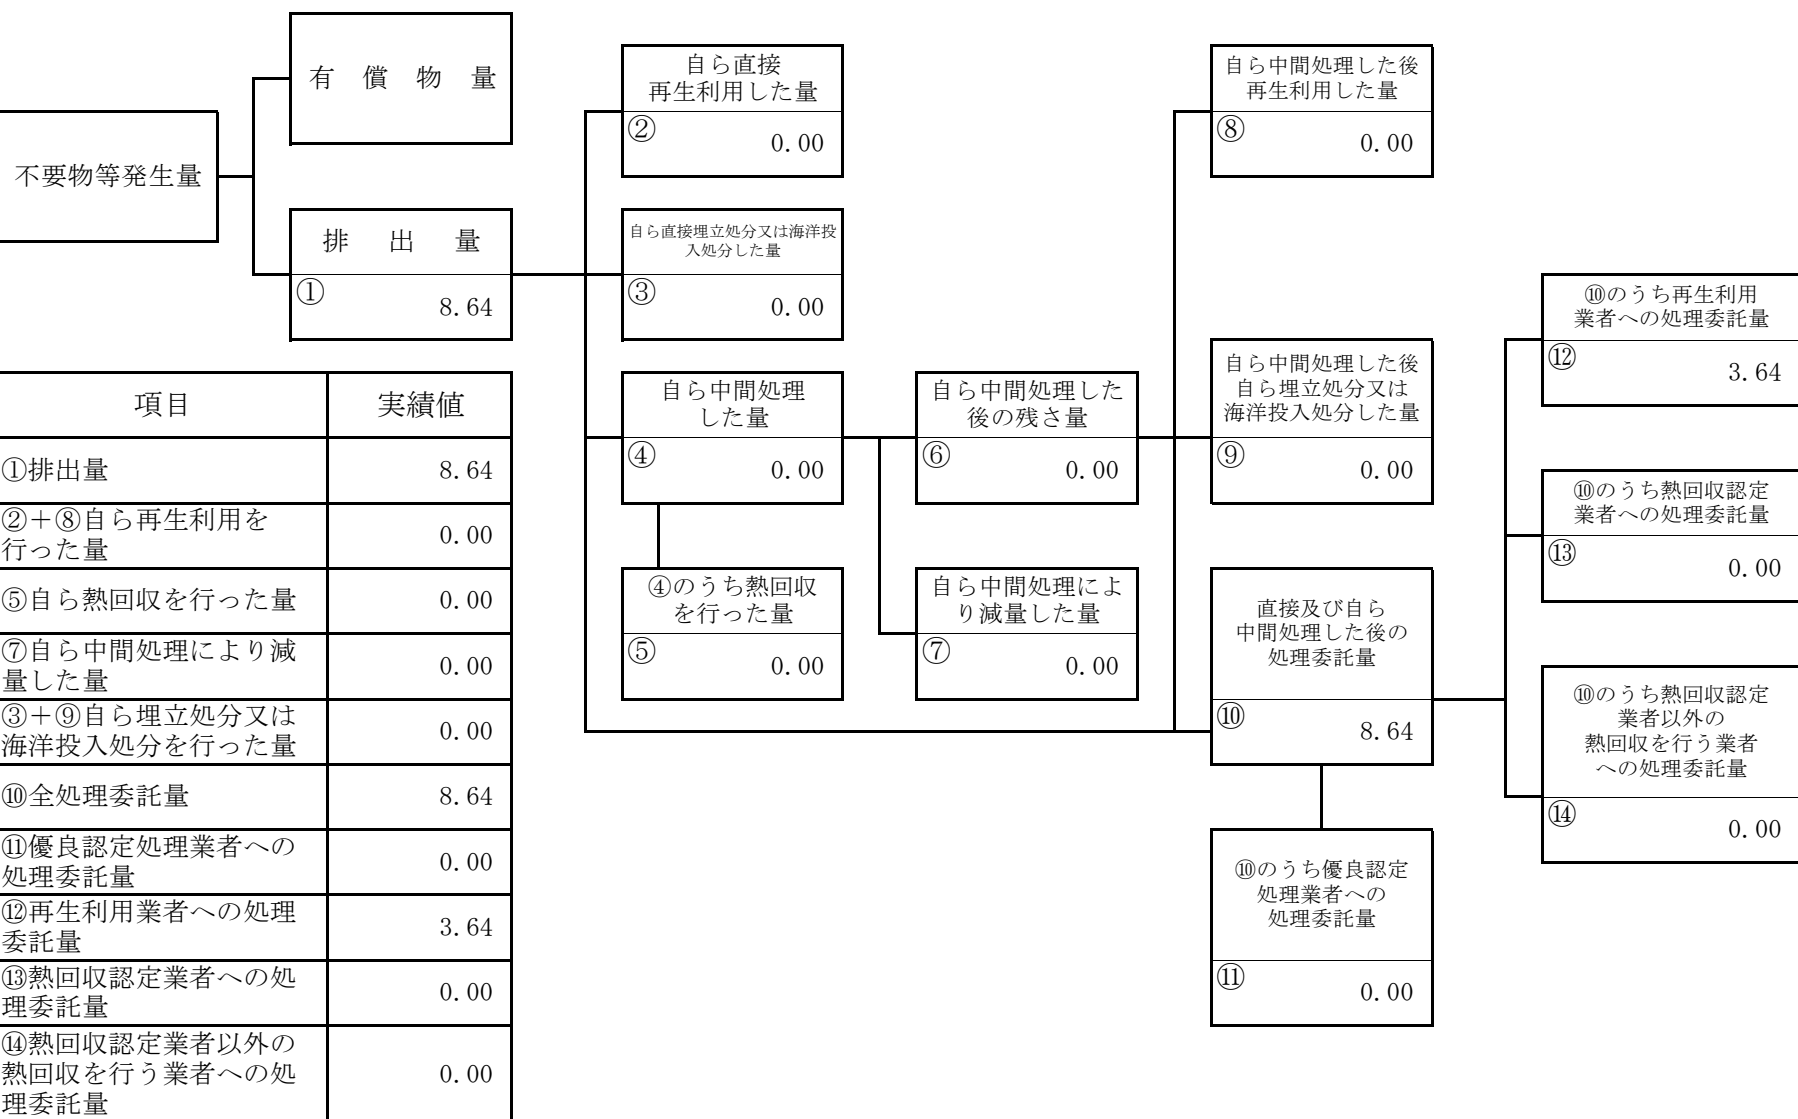 有償物量
不要物等発生量
排出量
①
8.64
自ら直接
再生利用した量
②
0.00
自ら直接埋立処分又は海洋投
入処分した量
③
0.00
自ら中間処理
した量
④
0.00
④のうち熱回収
を行った量
⑤
0.00
自ら中間処理した
後の残さ量
⑥
0.00
自ら中間処理によ
り減量した量
⑦
0.00
自ら中間処理した後
再生利用した量
⑧
0.00
自ら中間処理した後
自ら埋立処分又は
海洋投入処分した量
⑨
0.00
直接及び自ら
中間処理した後の
処理委託量
⑩
8.64
⑩のうち優良認定
処理業者への
処理委託量
⑪
0.00
⑩のうち再生利用
業者への処理委託量
⑫
3.64
⑩のうち熱回収認定
業者への処理委託量
⑬
0.00
⑩のうち熱回収認定
業者以外の
熱回収を行う業者
への処理委託量
⑭
0.00
項目 実績値
①排出量 8.64
②＋⑧自ら再生利用を
行った量 0.00
⑤自ら熱回収を行った量 0.00
⑦自ら中間処理により減
量した量 0.00
③＋⑨自ら埋立処分又は
海洋投入処分を行った量 0.00
⑩全処理委託量 8.64
⑪優良認定処理業者への
処理委託量 0.00
⑫再生利用業者への処理
委託量 3.64
⑬熱回収認定業者への処
理委託量 0.00
⑭熱回収認定業者以外の
熱回収を行う業者への処
理委託量 0.00